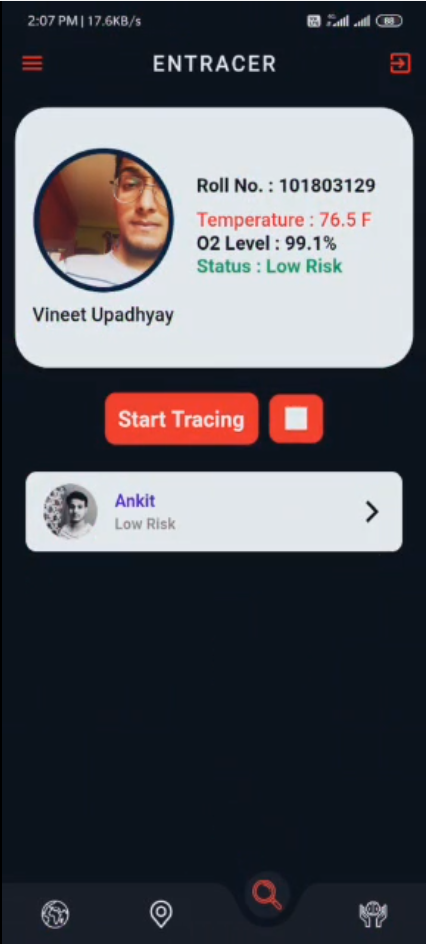 2:07 PM | 17.6KB/s
4G
88
ENTRACER
Roll No. : 101803129
Temperature : 76.5 F
O2 Level : 99.1%
Status : Low Risk
Vineet Upadhyay
Start Tracing
Ankit
Low Risk